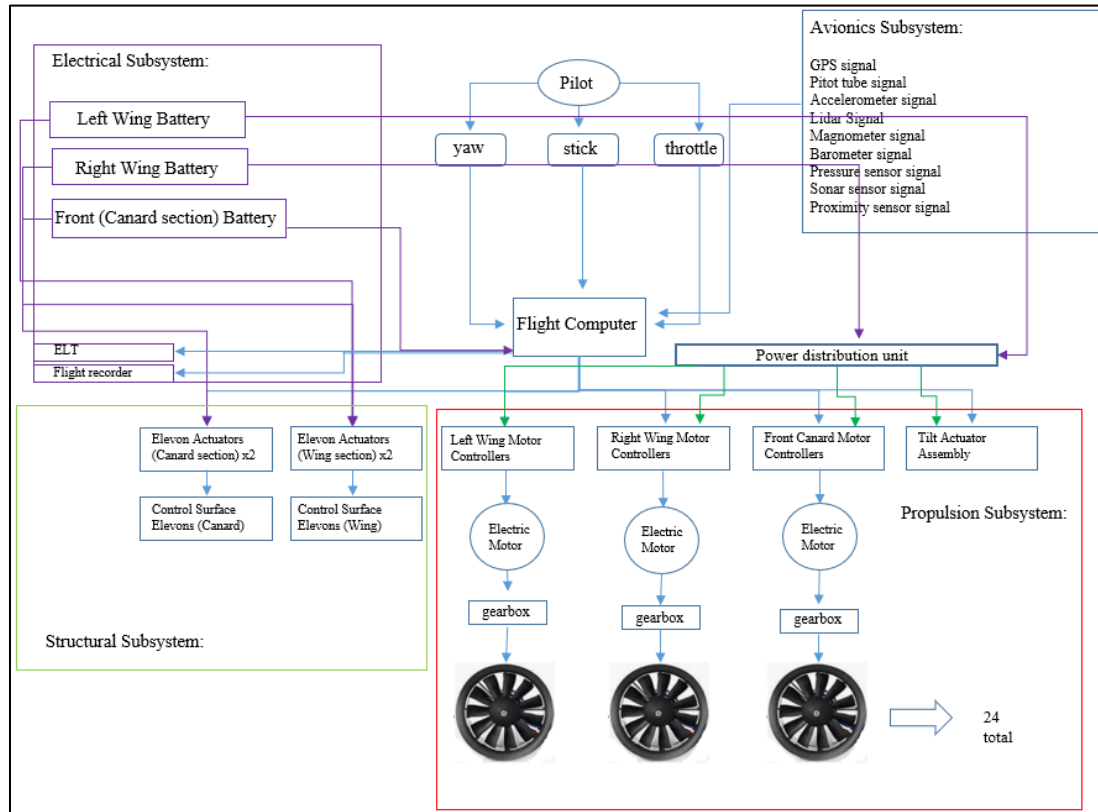 Electrical Subsystem:
Left Wing Battery
Right Wing Battery
Front (Canard section) Battery
ELT
Flight recorder
Pilot
yaw
stick
throttle
Avionics Subsystem:
GPS signal
Pitot tube signal
Accelerometer signal
Lidar Signal
Magnometer signal
Barometer signal
Pressure sensor signal
Sonar sensor signal
Proximity sensor signal
Flight Computer
Power distribution unit
Elevon Actuators
(Canard section) x2
Elevon Actuators
(Wing section) x2
Control Surface
Elevons (Canard)
Control Surface
Elevons (Wing)
Structural Subsystem:
Left Wing Motor
Controllers
Right Wing Motor
Controllers
Front Canard Motor
Controllers
Tilt Actuator
Assembly
Propulsion Subsystem:
Electric
Motor
Electric
Motor
Electric
Motor
gearbox
gearbox
gearbox
24
total